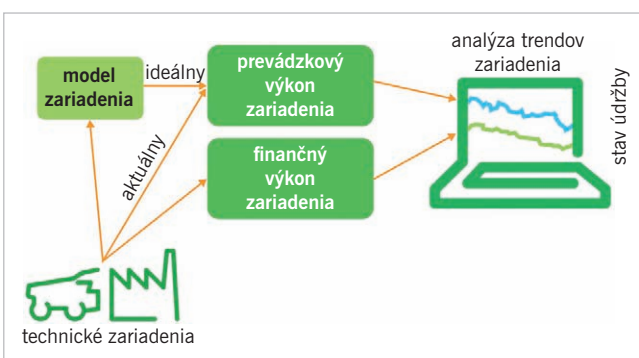 model
zariadenia
ideálny
aktuálny
prevádzkový
výkon
zariadenia
finančný
výkon
zariadenia
analýza trendov
zariadenia
stav údržby
technické zariadenia